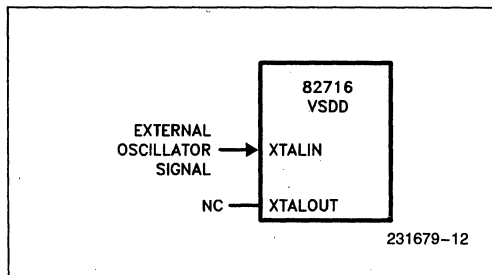 82716
VSDD
EXTERNAL
OSCILLATOR
SIGNAL
XTALIN
NC
XTALOUT
231679-12